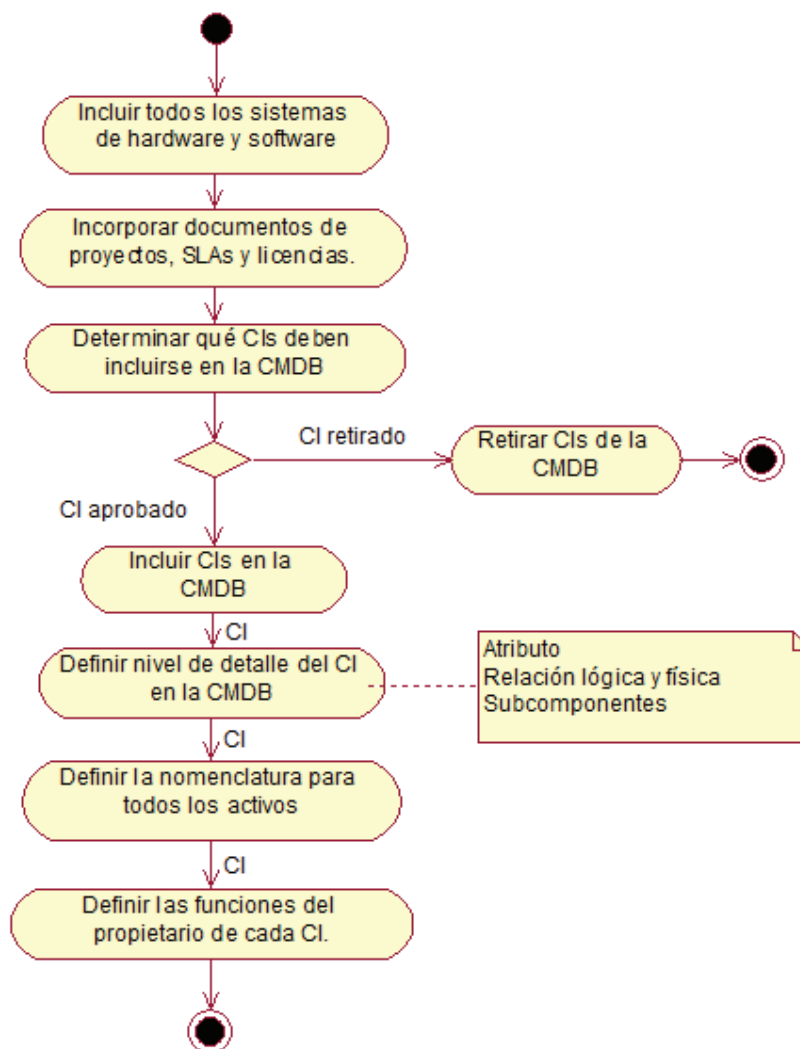 Incluir todos los sistemas
de hardware y software
Incorporar documentos de
proyectos, SLAs y licencias.
Determinar qué CIs deben
incluirse en la CMDB
CI retirado
Retirar CIs de la
CMDB
CI aprobado
Incluir CIs en la
CMDB
CI
Definir nivel de detalle del CI
en la CMDB
Atributo
Relación lógica y física
Subcomponentes
CI
Definir la nomenclatura para
todos los activos
CI
Definir las funciones del
propietario de cada CI.